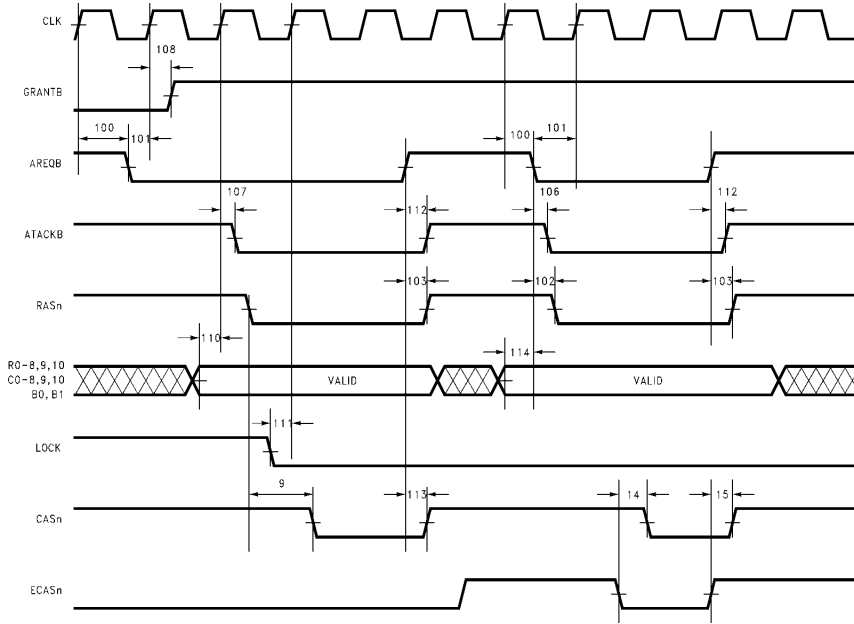 CLK
108
GRANTB
100
101
100
101
AREQB
107
112
106
112
ATACKB
103
102
103
RASn
110
114
R0-8,9,10
C0-8,9,10
B0,B1
VALID
VALID
111
LOCK
9
113
14
15
CASn
ECASn